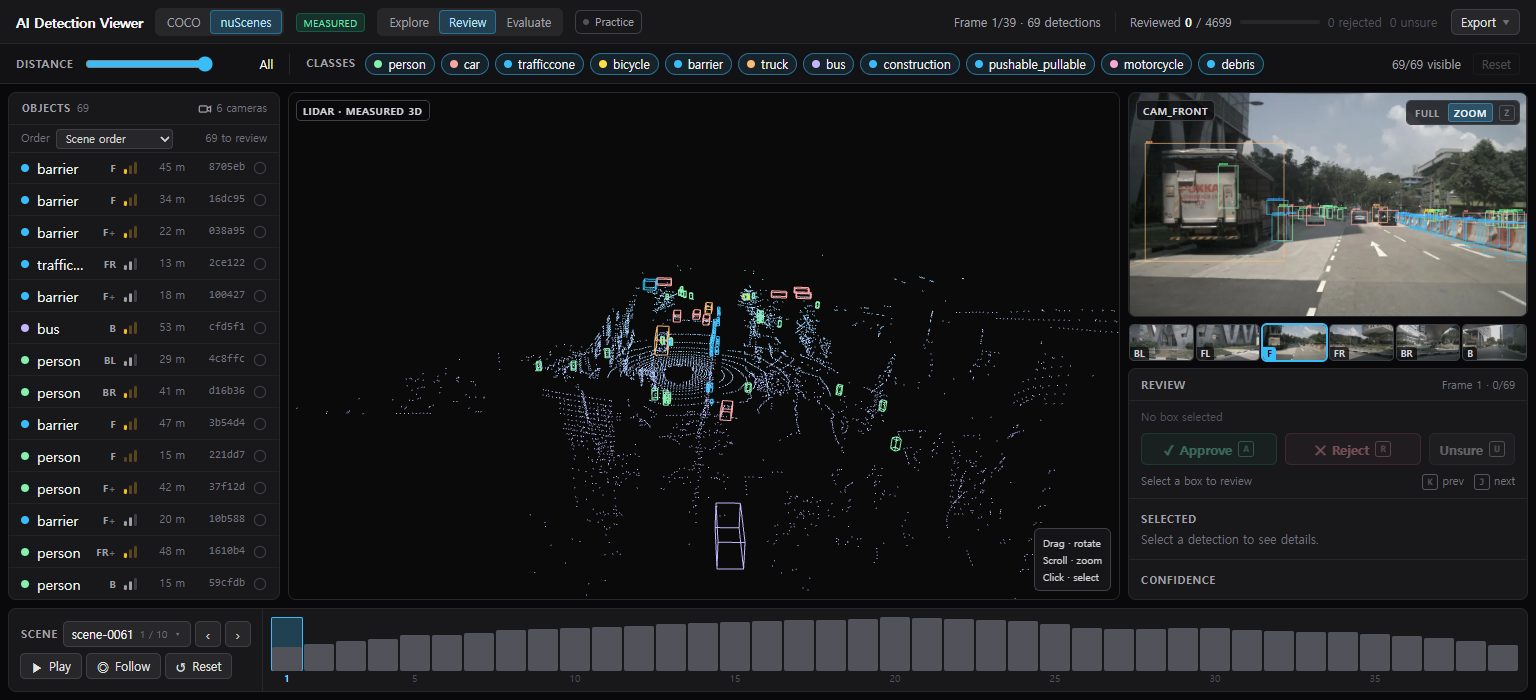 AI Detection Viewer COCO nuScenes MEASURED Explore Review Evaluate Practice Frame 1/39 · 69 detections Reviewed 0 / 4699 0 rejected 0 unsure Export
DISTANCE All CLASSES person car trafficcone bicycle barrier truck bus construction pushable_pullable motorcycle debris 69/69 visible Reset
OBJECTS 69 6 cameras
Order Scene order 69 to review
barrier F 45 m 8705eb
barrier F 34 m 16dc95
barrier F+ 22 m 038a95
traffic... FR 13 m 2ce122
barrier F+ 18 m 100427
bus B 53 m cfd5f1
person BL 29 m 4c8ffc
person BR 41 m d16b36
barrier F 47 m 3b54d4
person F 15 m 221dd7
person F+ 42 m 37f12d
barrier F+ 20 m 10b588
person FR+ 48 m 1610b4
person B 15 m 59cfdb
LIDAR · MEASURED 3D
Drag · rotate
Scroll · zoom
Click · select
CAM_FRONT FULL ZOOM Z
BL FL F FR BR B
REVIEW Frame 1 · 0/69
No box selected
✓ Approve A ✕ Reject R Unsure U
Select a box to review K prev J next
SELECTED
Select a detection to see details.
CONFIDENCE
SCENE scene-0061 1 / 10 ‹ ›
Play Follow Reset
1 5 10 15 20 25 30 35